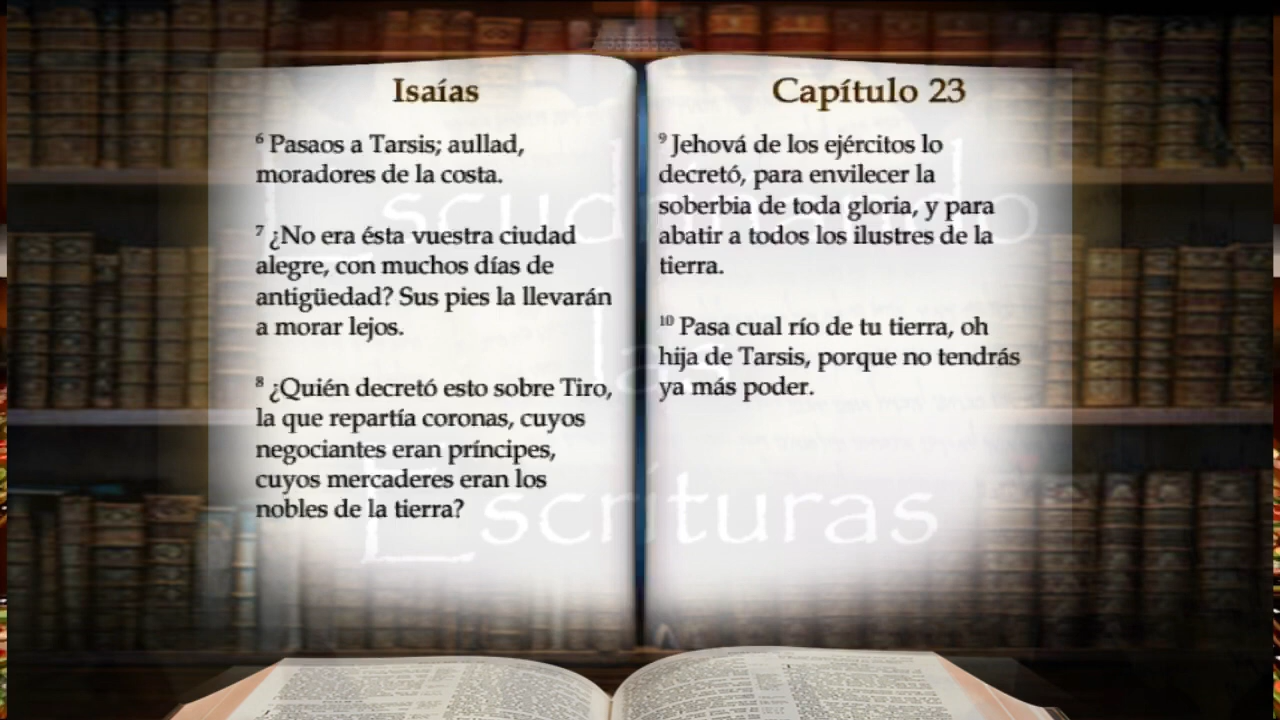 Isaías
⁶ Pasaos a Tarsis; aullad,
moradores de la costa.
⁷ ¿No era ésta vuestra ciudad
alegre, con muchos días de
antigüedad? Sus pies la llevarán
a morar lejos.
⁸ ¿Quién decretó esto sobre Tiro,
la que repartía coronas, cuyos
negociantes eran príncipes,
cuyos mercaderes eran los
nobles de la tierra?
Capítulo 23
⁹ Jehová de los ejércitos lo
decretó, para envilecer la
soberbia de toda gloria, y para
abatir a todos los ilustres de la
tierra.
¹⁰ Pasa cual río de tu tierra, oh
hija de Tarsis, porque no tendrás
ya más poder.
Escudriñando
las
Escrituras